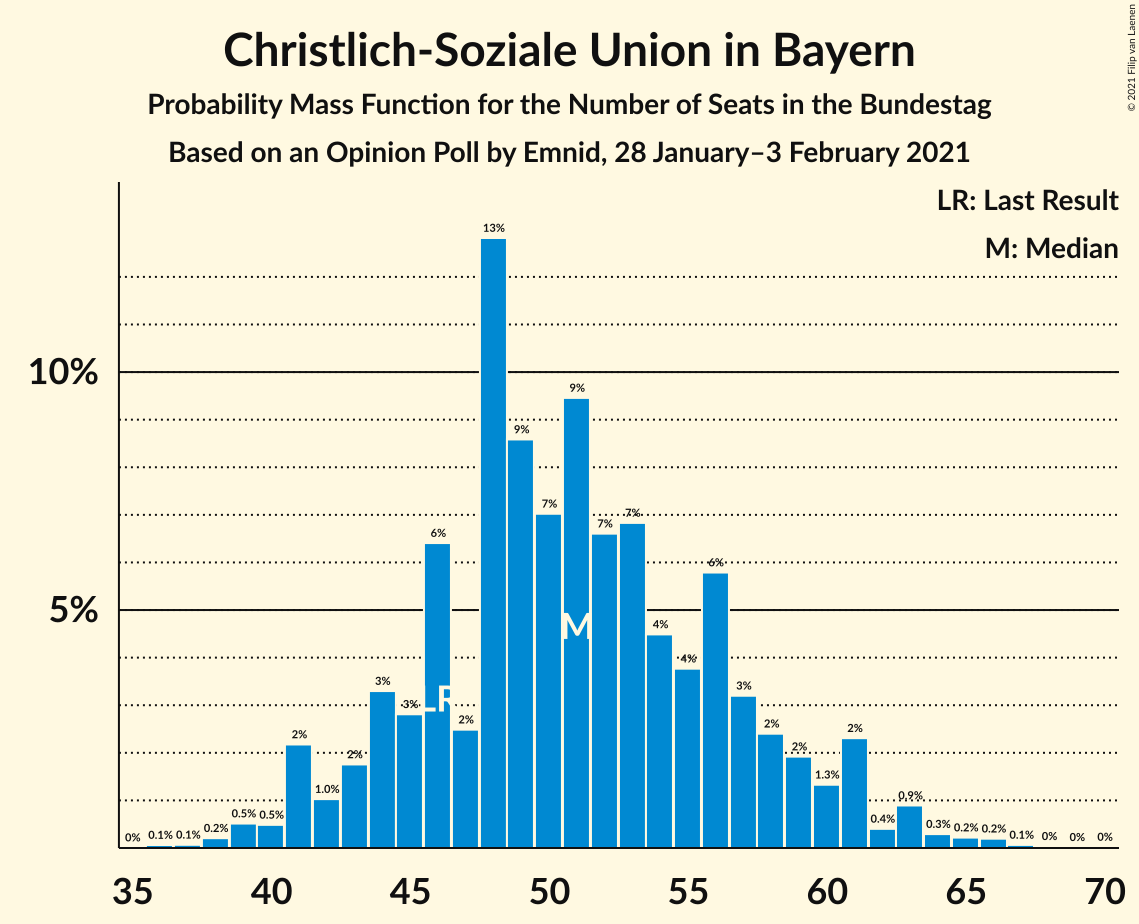 © 2021 Filip van Laenen
Christlich-Soziale Union in Bayern
Probability Mass Function for the Number of Seats in the Bundestag
Based on an Opinion Poll by Emnid, 28 January–3 February 2021
LR: Last Result
M: Median
10%
5%
0% 0.1% 0.1% 0.2% 0.5% 0.5% 2% 1.0% 2% 3% 3% 6% 2% 13% 9% 7% 9% 7% 7% 4% 4% 6% 3% 2% 2% 1.3% 2% 0.4% 0.9% 0.3% 0.2% 0.2% 0.1% 0% 0% 0%
LR
M
35 40 45 50 55 60 65 70